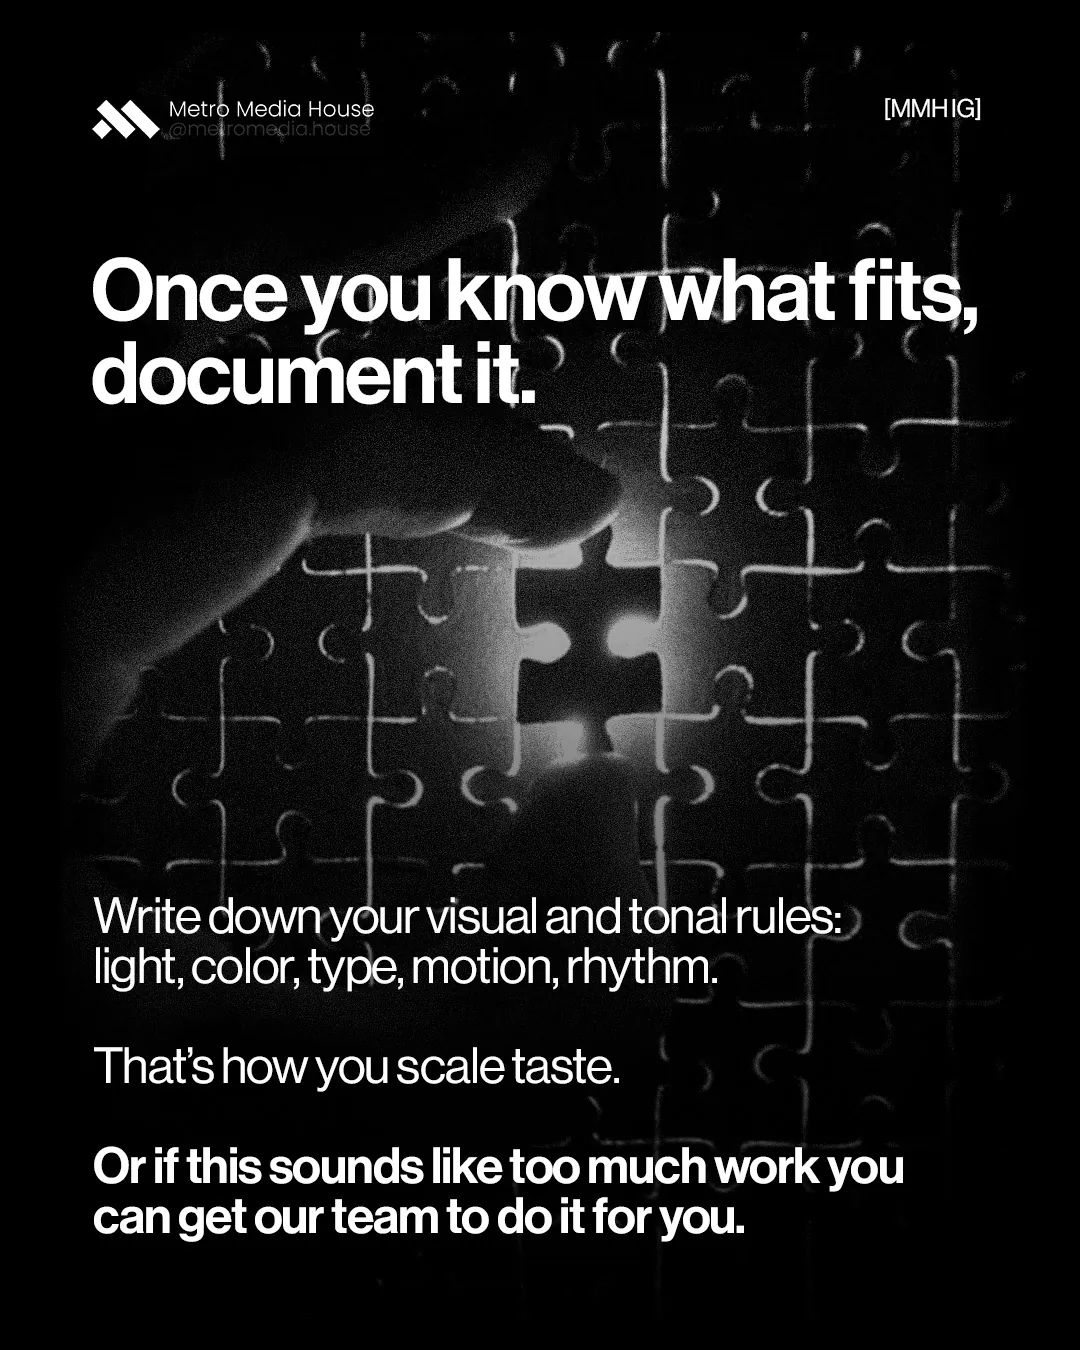 Metro Media House
@metromedia.house
[MMH IG]
Once you know what fits,
document it.
Write down your visual and tonal rules:
light, color, type, motion, rhythm.
That’s how you scale taste.
Or if this sounds like too much work you
can get our team to do it for you.